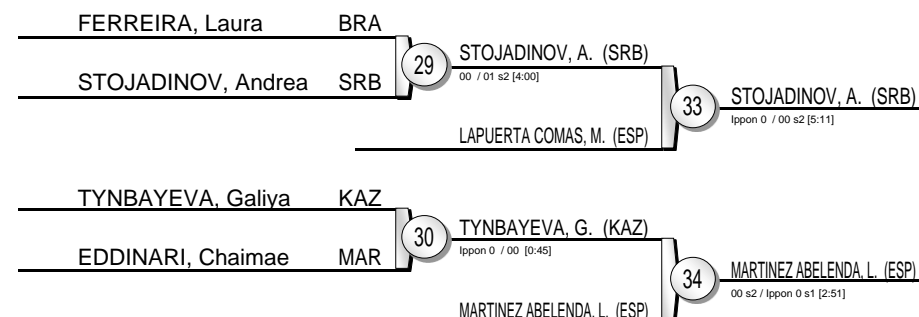 FERREIRA, Laura BRA
STOJADINOV, Andrea SRB
29
STOJADINOV, A. (SRB)
00 / 01 s2 [4:00]
LAPUERTA COMAS, M. (ESP)
33
STOJADINOV, A. (SRB)
Ippon 0 / 00 s2 [5:11]
TYNBAYEVA, Galiya KAZ
EDDINARI, Chaimae MAR
30
TYNBAYEVA, G. (KAZ)
Ippon 0 / 00 [0:45]
MARTINEZ ABELENDA, L. (ESP)
34
MARTINEZ ABELENDA, L. (ESP)
00 s2 / Ippon 0 s1 [2:51]